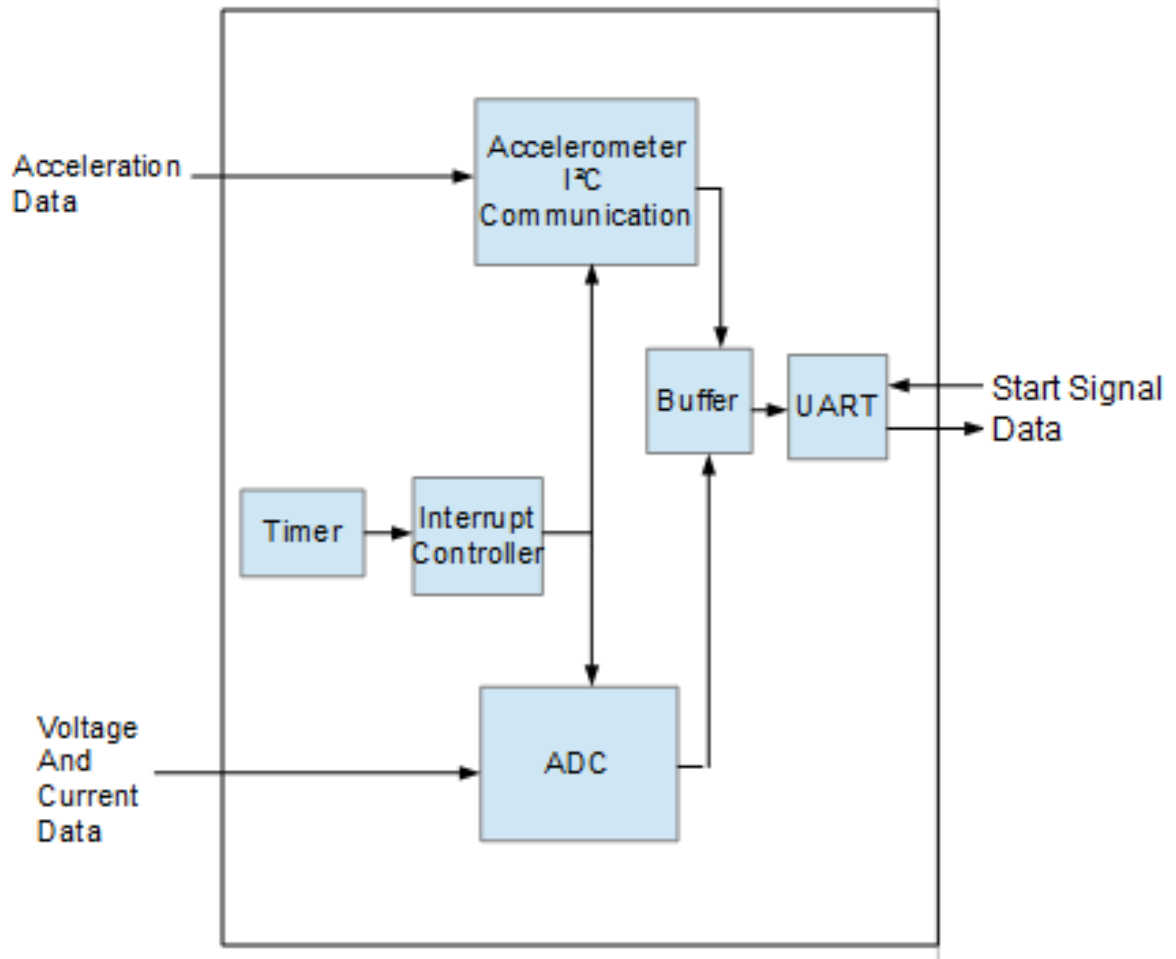 Acceleration
Data
Accelerometer
I²C
Communication
Buffer
UART
Start Signal
Data
Timer
Interrupt
Controller
Voltage
And
Current
Data
ADC